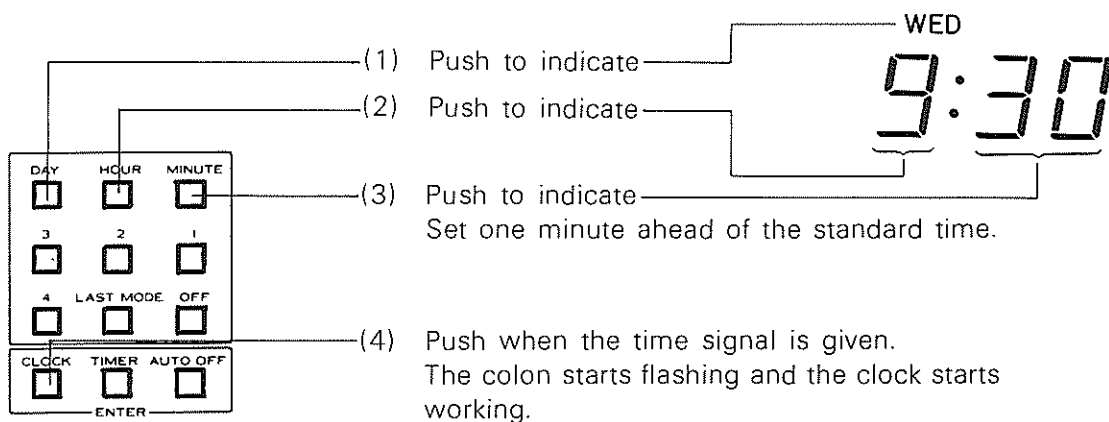 WED
(1) Push to indicate
9:30
(2) Push to indicate
DAY HOUR MINUTE
(3) Push to indicate
Set one minute ahead of the standard time.
3 2 1
4 LAST MODE OFF
(4) Push when the time signal is given.
CLOCK TIMER AUTO OFF
The colon starts flashing and the clock starts
working.
ENTER